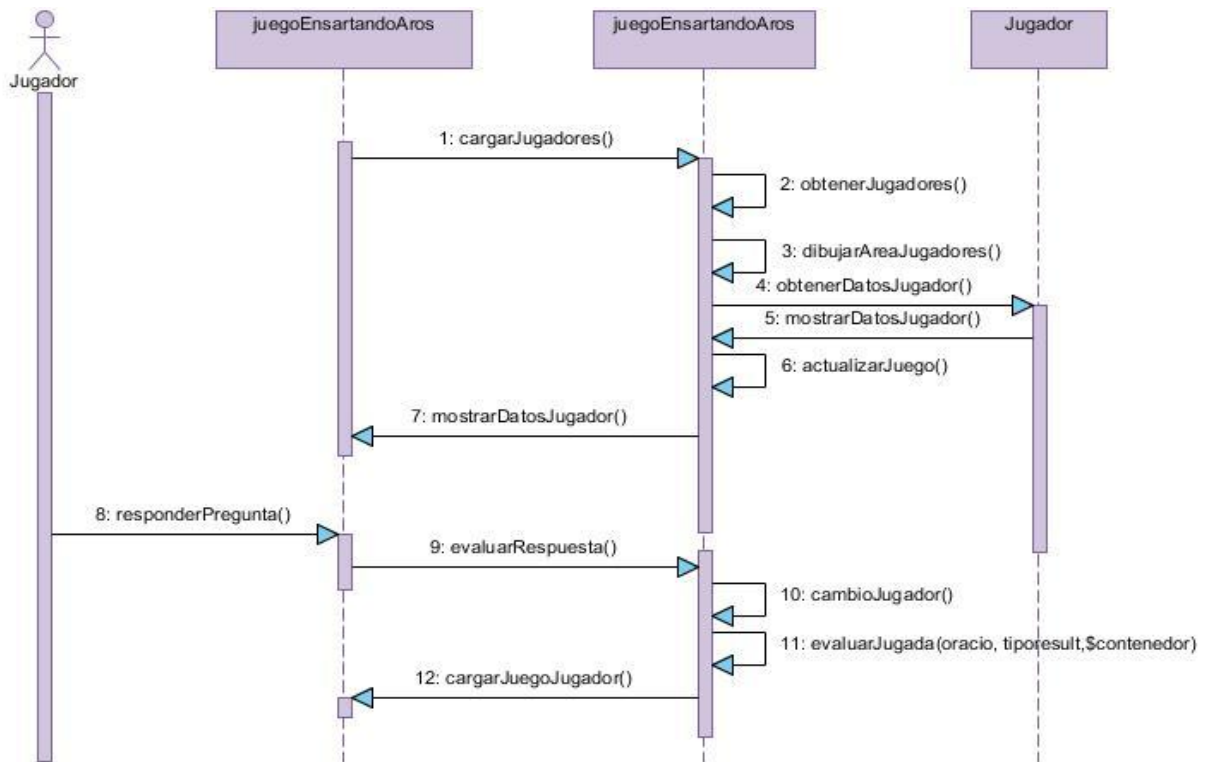 juegoEnsartandoAros
juegoEnsartandoAros
Jugador
Jugador
1: cargarJugadores()
2: obtenerJugadores()
3: dibujarAreaJugadores()
4: obtenerDatosJugador()
5: mostrarDatosJugador()
6: actualizarJuego()
7: mostrarDatosJugador()
8: responderPregunta()
9: evaluarRespuesta()
10: cambioJugador()
11: evaluarJugada(oracio, tiporesult,$contenedor)
12: cargarJuegoJugador()